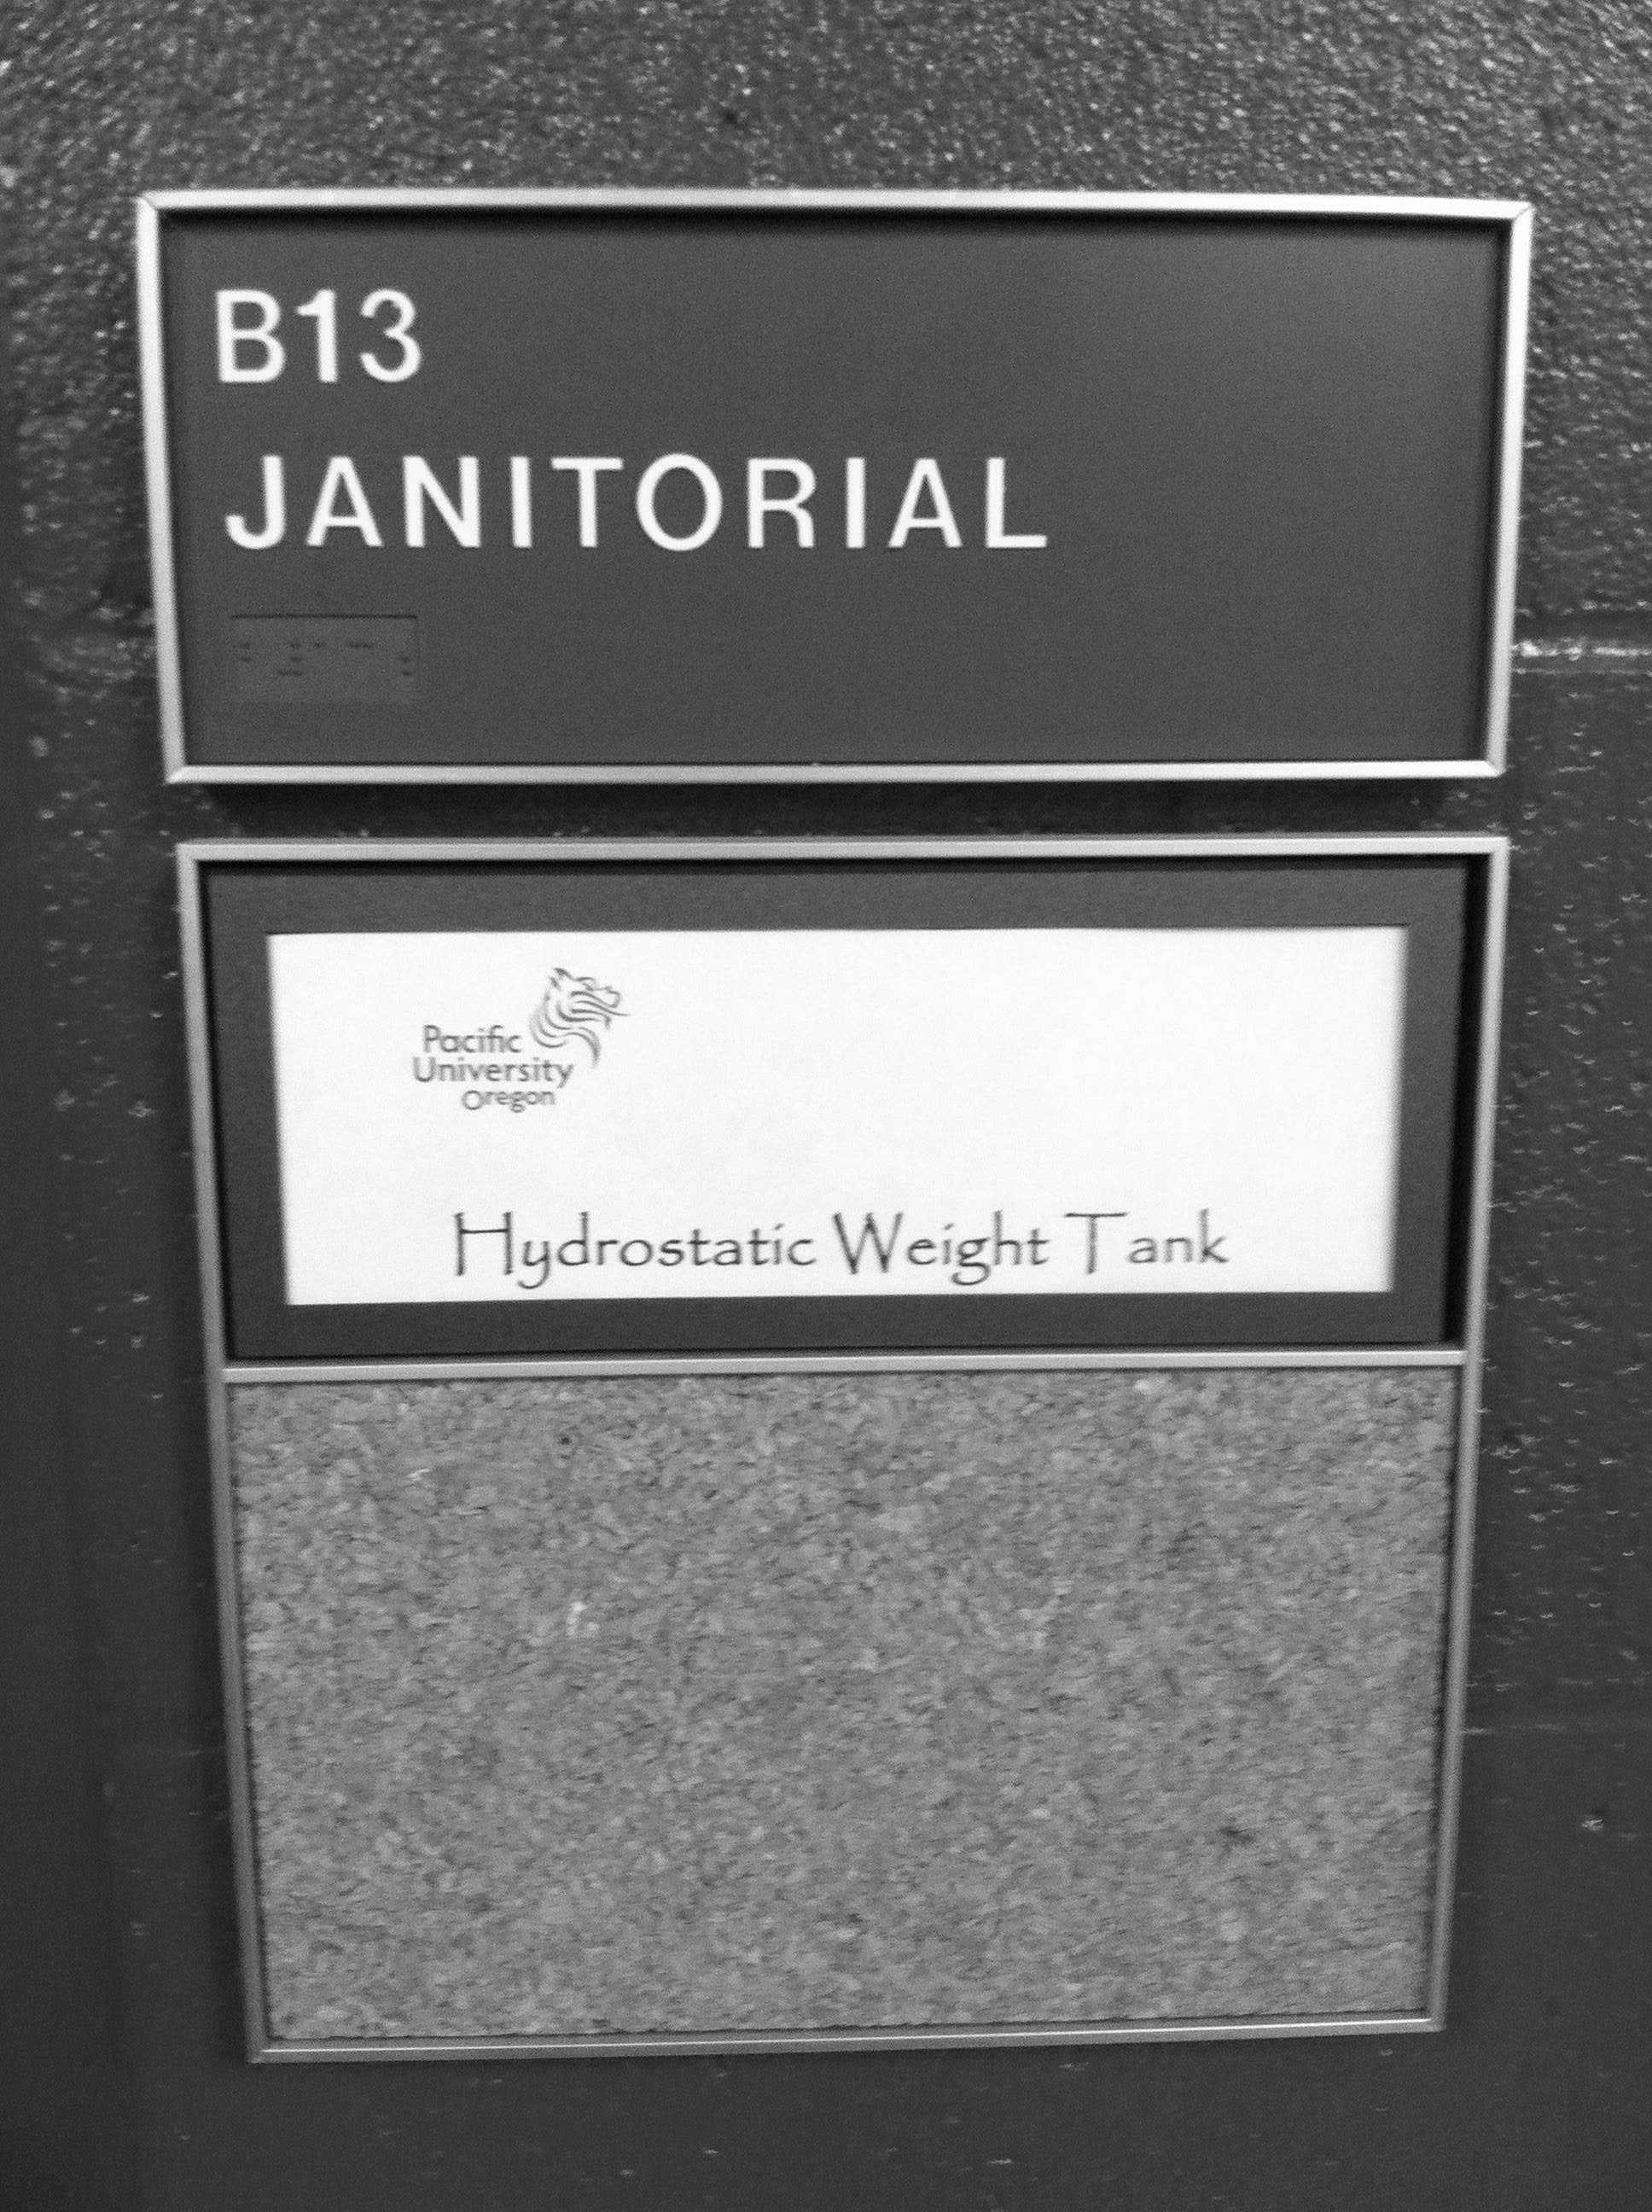 B13
JANITORIAL
Pacific
University
Oregon
Hydrostatic Weight Tank